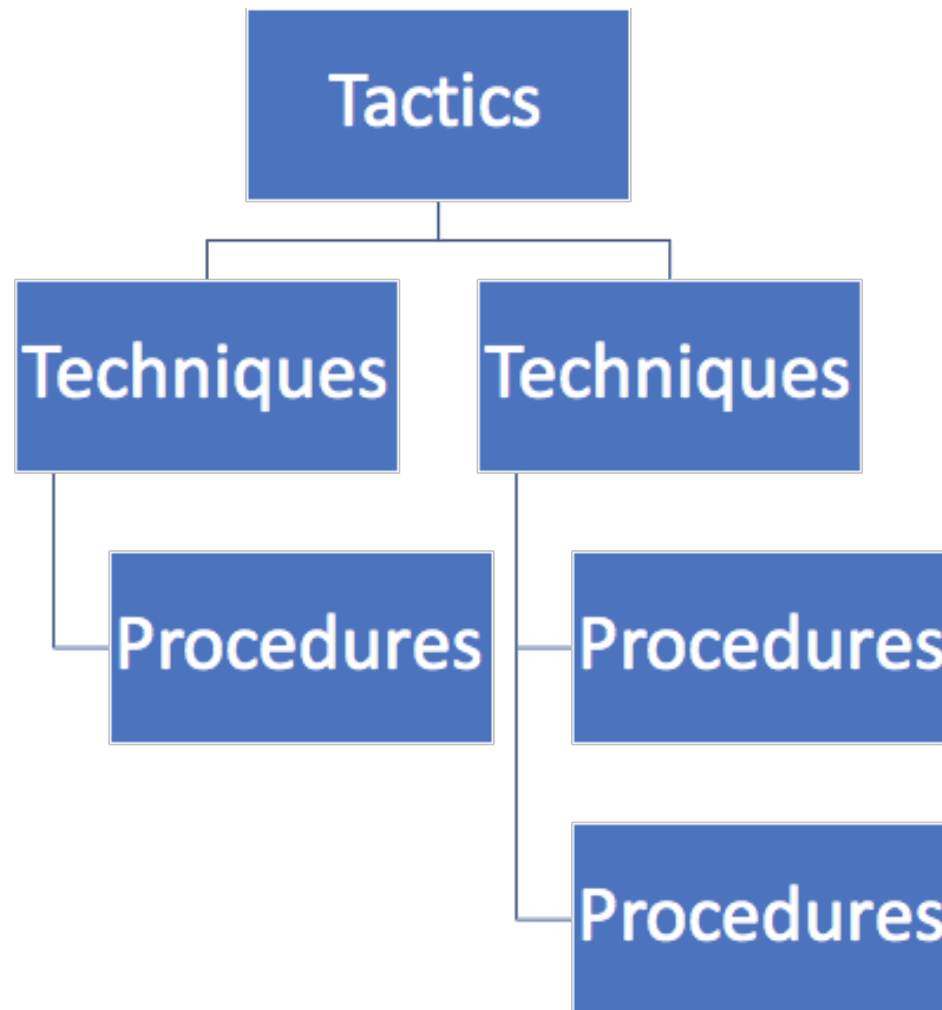 Tactics
Techniques
Techniques
Procedures
Procedures
Procedures